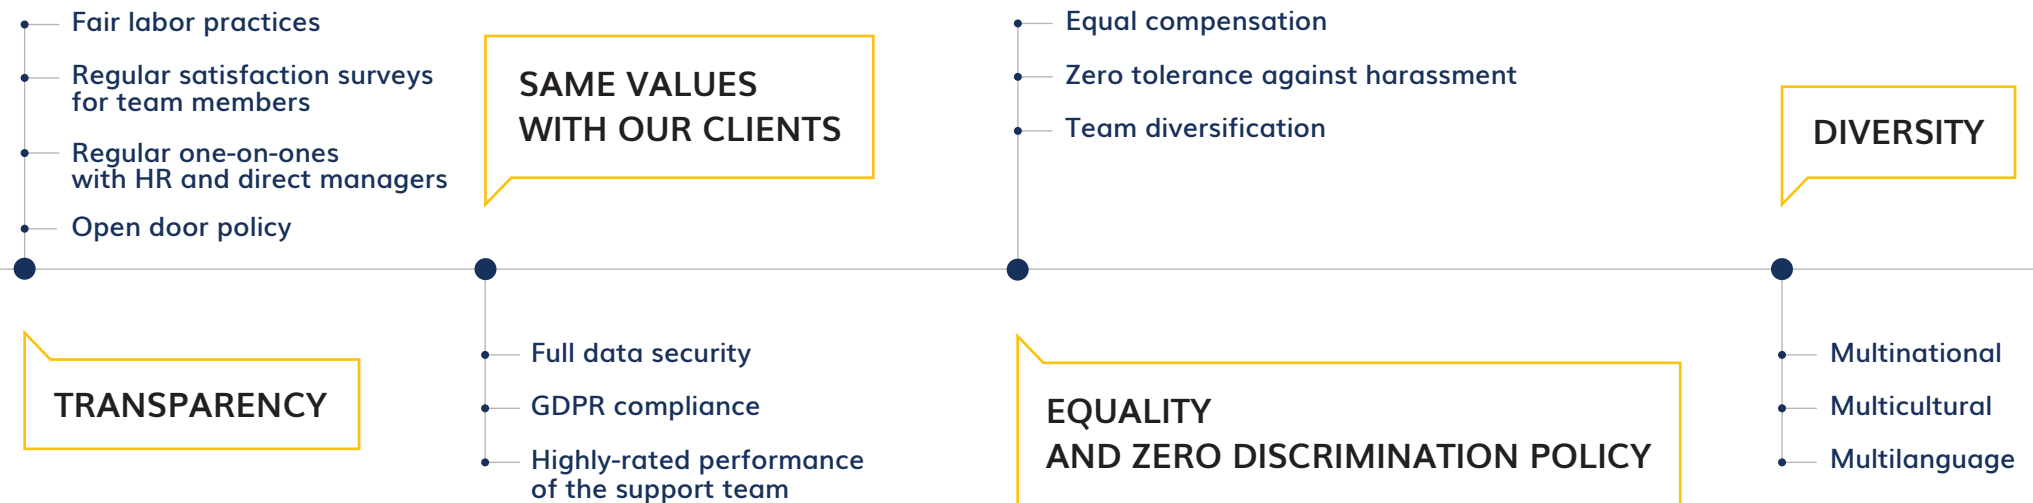 Fair labor practices
Regular satisfaction surveys
for team members
Regular one-on-ones
with HR and direct managers
Open door policy
TRANSPARENCY
SAME VALUES
WITH OUR CLIENTS
Full data security
GDPR compliance
Highly-rated performance
of the support team
Equal compensation
Zero tolerance against harassment
Team diversification
EQUALITY
AND ZERO DISCRIMINATION POLICY
DIVERSITY
Multinational
Multicultural
Multilanguage